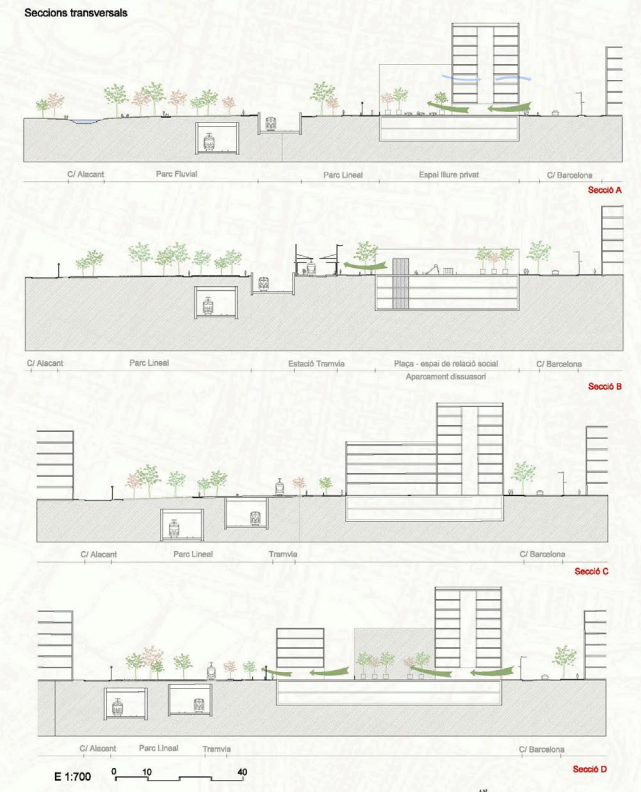 Seccions transversals
C/ Alacant Parc Fluvial Parc Lineal Espai lliure privat C/ Barcelona
Secció A
C/ Alacant Parc Lineal Estació Tramvia Plaça - espai de relació social C/ Barcelona
Aparcament dissuasori
Secció B
C/ Alacant Parc Lineal Tramvia C/ Barcelona
Secció C
C/ Alacant Parc Lineal Tramvia C/ Barcelona
Secció D
E 1:700 0 10 40